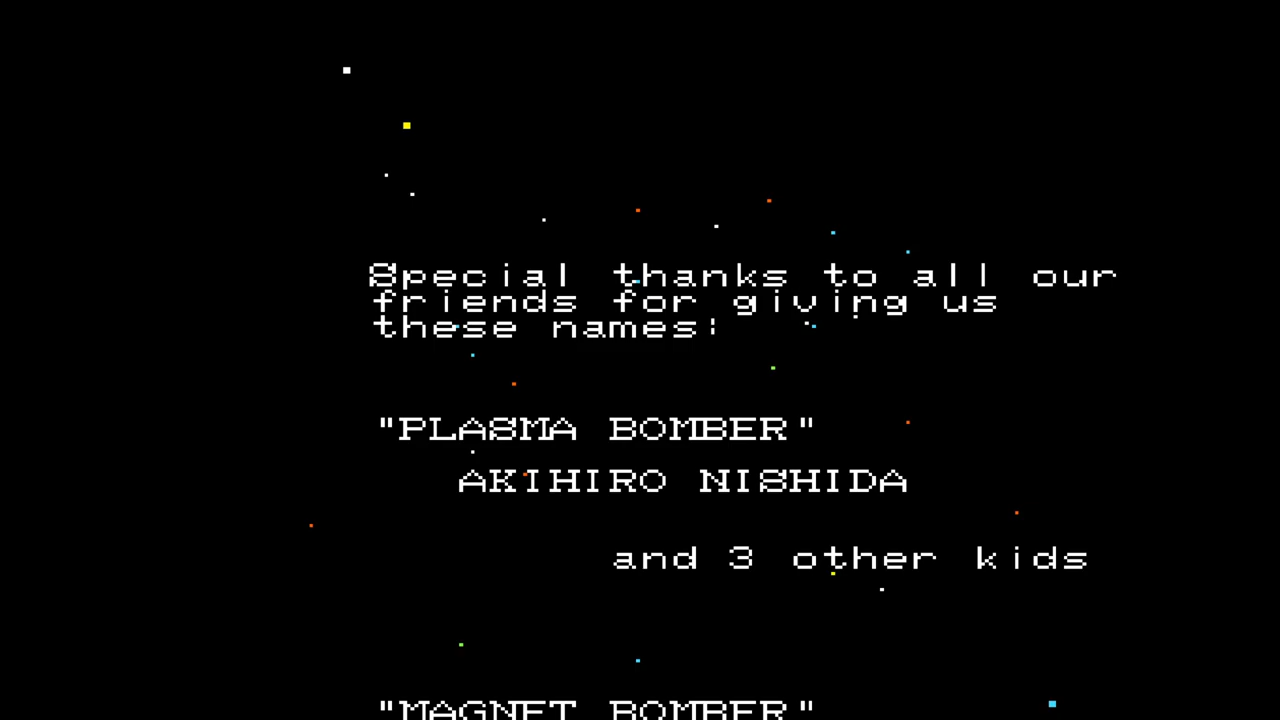 Special thanks to all our
friends for giving us
these names:
"PLASMA BOMBER"
AKIHIRO NISHIDA
and 3 other kids
"MAGNET BOMBER"